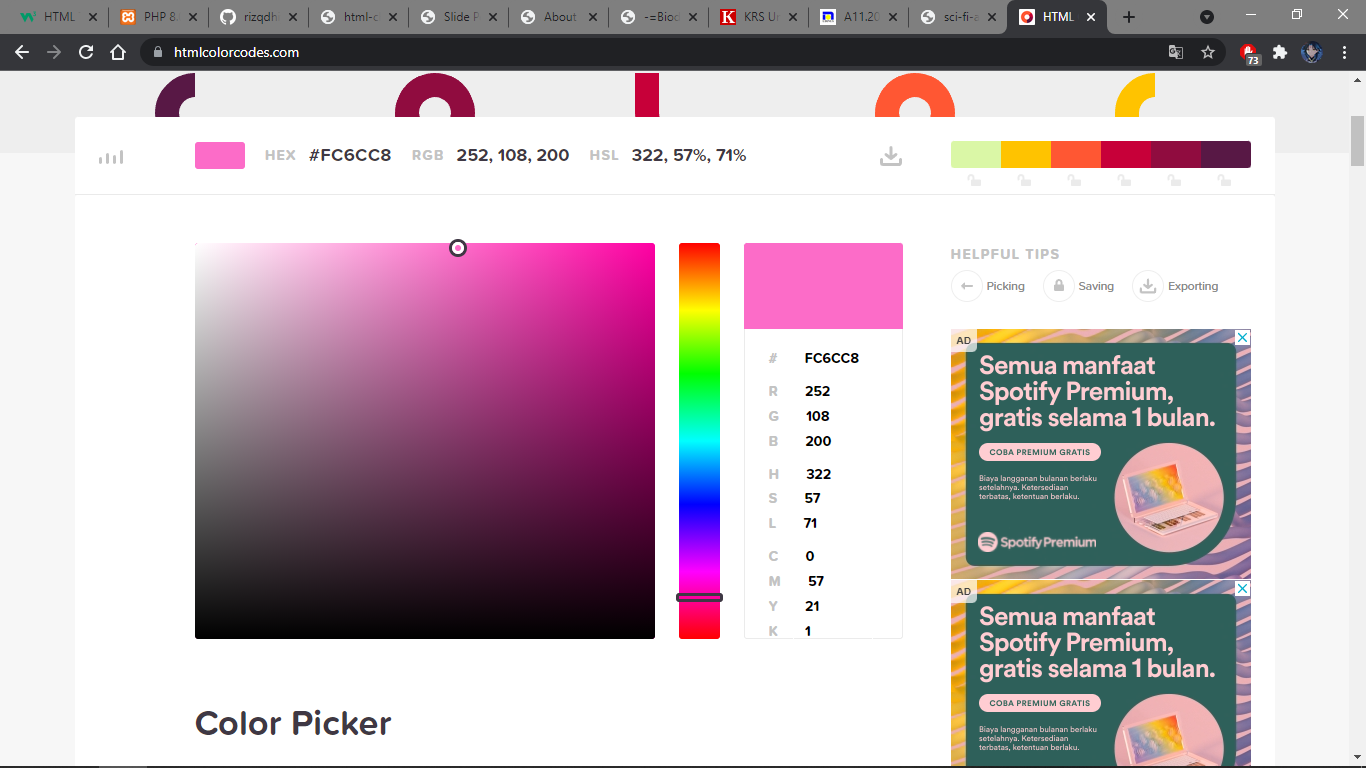 HTML
PHP 8.
rizqdh
html-c
Slide P
About
-=Biod
KRS Un
A11.20
sci-fi-a
HTML
htmlcolorcodes.com
73
HEX #FC6CC8 RGB 252, 108, 200 HSL 322, 57%, 71%
# FC6CC8
R 252
G 108
B 200
H 322
S 57
L 71
C 0
M 57
Y 21
K 1
Color Picker
HELPFUL TIPS
Picking Saving Exporting
AD
Semua manfaat
Spotify Premium,
gratis selama 1 bulan.
COBA PREMIUM GRATIS
Biaya langganan bulanan berlaku
setelahnya. Ketersediaan
terbatas, ketentuan berlaku.
Spotify Premium
AD
Semua manfaat
Spotify Premium,
gratis selama 1 bulan.
COBA PREMIUM GRATIS
Biaya langganan bulanan berlaku
setelahnya. Ketersediaan
terbatas, ketentuan berlaku.